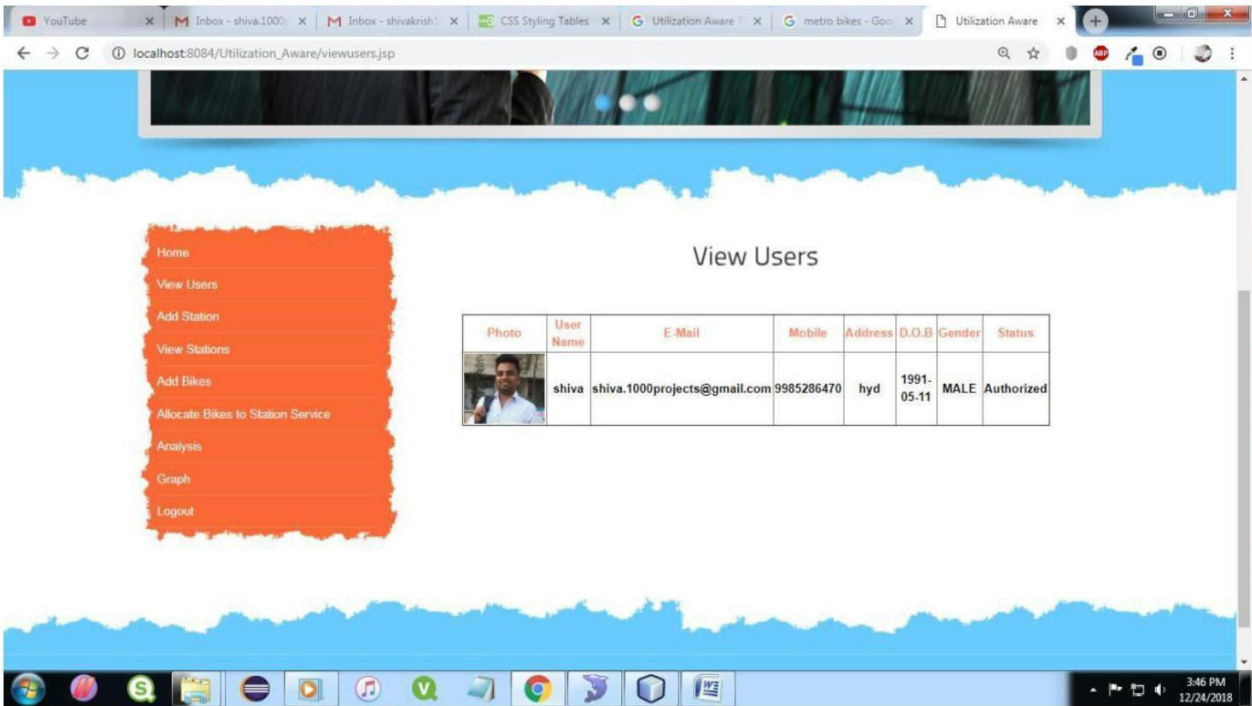 YouTube
Inbox - shiva.1000
Inbox - shivakrish
CSS Styling Tables
Utilization Aware T
metro bikes - Goo
Utilization Aware
localhost:8084/Utilization_Aware/viewusers.jsp
ABP
Home
View Users
Add Station
View Stations
Add Bikes
Allocate Bikes to Station Service
Analysis
Graph
Logout
View Users
Photo User Name E-Mail Mobile Address D.O.B Gender Status
shiva shiva.1000projects@gmail.com 9985286470 hyd 1991-05-11 MALE Authorized
3:46 PM
12/24/2018